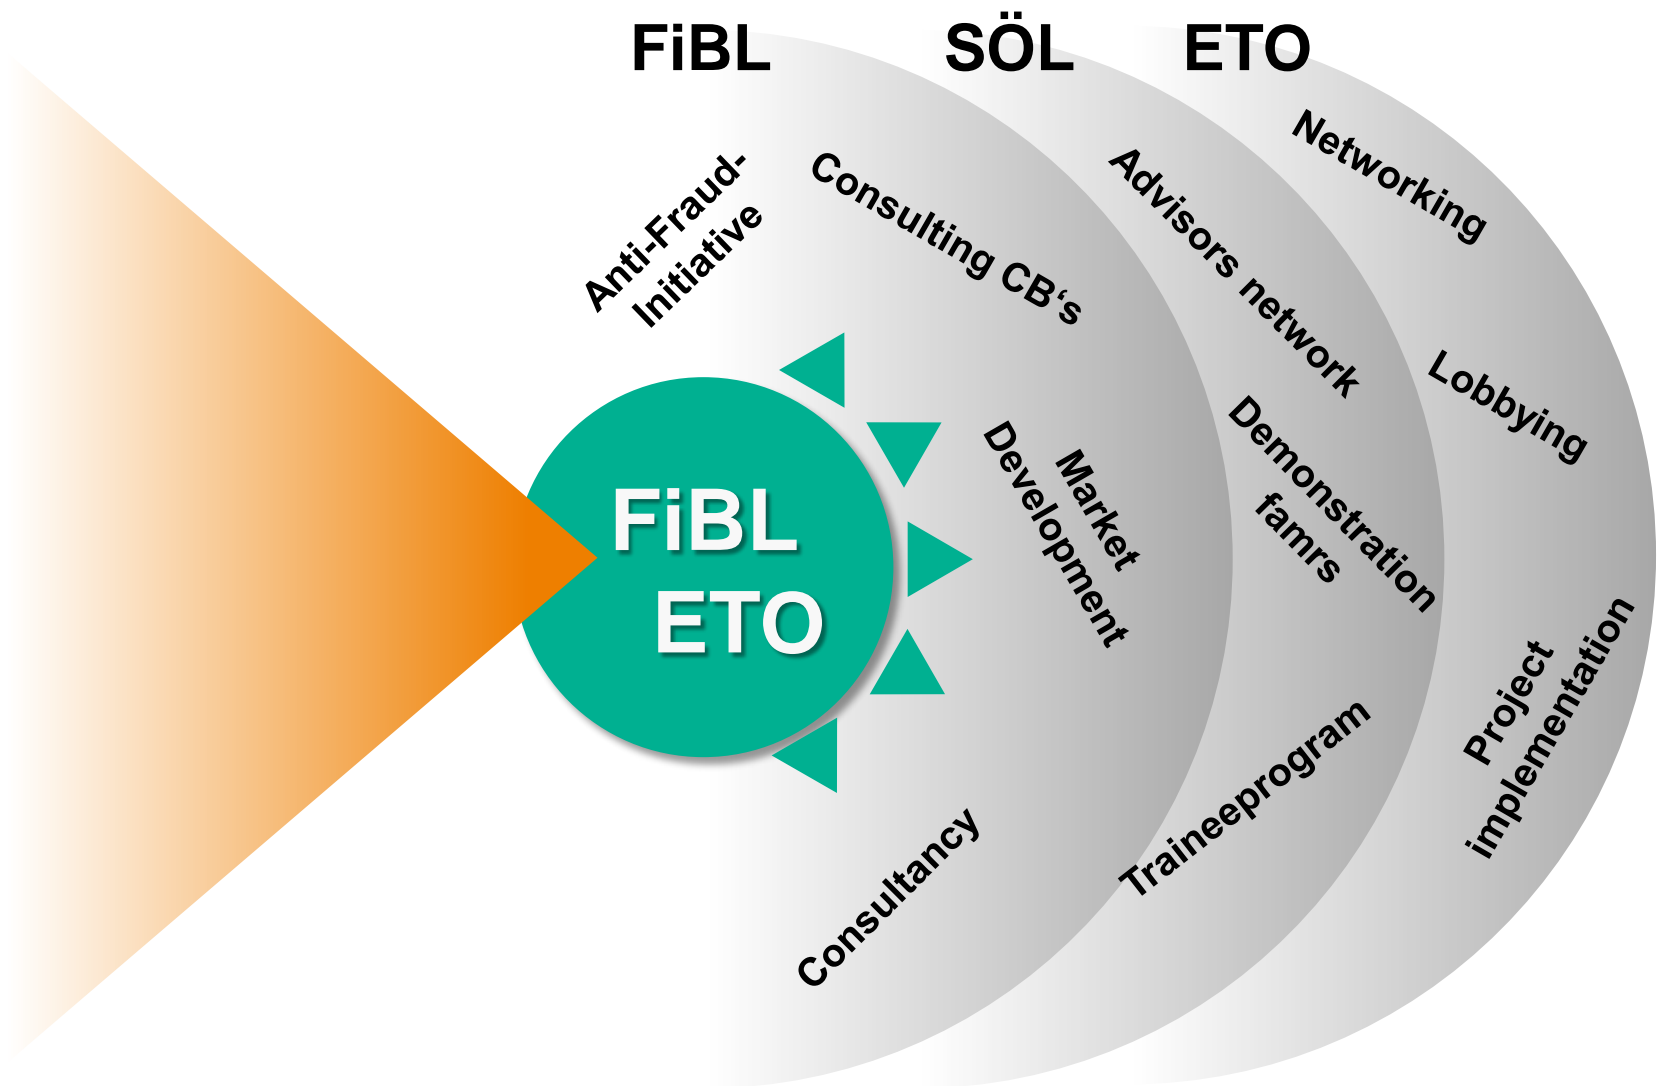 FiBL
SÖL
ETO
Anti-Fraud-
Initiative
Consulting CB‘s
Market
Development
Consultancy
Advisors network
Demonstration
famrs
Traineeprogram
Networking
Lobbying
Project
implementation
FiBL
ETO